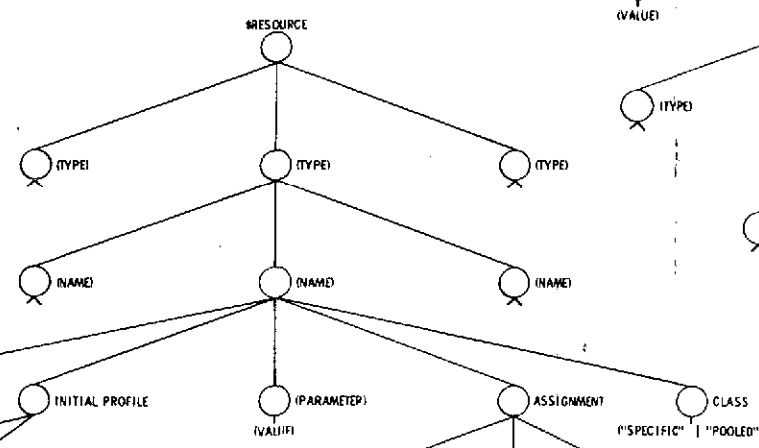 $RESOURCE
(VALUE)
(TYPE)
(TYPE)
(TYPE)
(TYPE)
(NAME)
(NAME)
(NAME)
INITIAL PROFILE
(PARAMETER)
ASSIGNMENT
CLASS
(VALUE)
("SPECIFIC" | "POOLED"